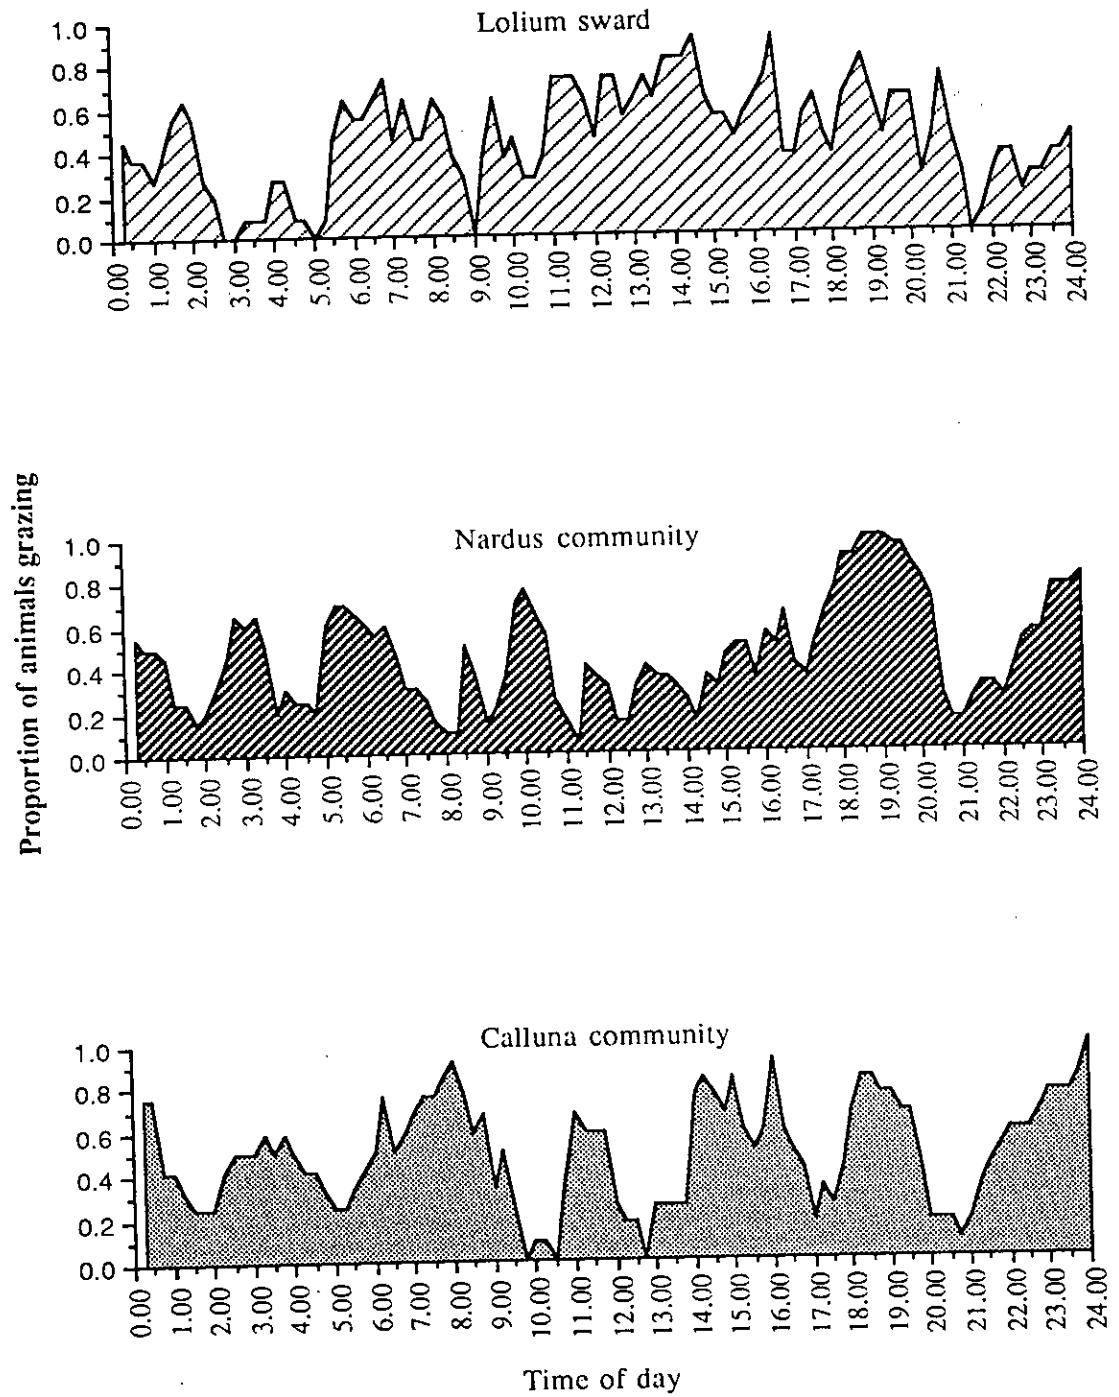 Lolium sward
1.0
0.8
0.6
0.4
0.2
0.0
0.00 1.00 2.00 3.00 4.00 5.00 6.00 7.00 8.00 9.00 10.00 11.00 12.00 13.00 14.00 15.00 16.00 17.00 18.00 19.00 20.00 21.00 22.00 23.00 24.00
Proportion of animals grazing
Nardus community
1.0
0.8
0.6
0.4
0.2
0.0
0.00 1.00 2.00 3.00 4.00 5.00 6.00 7.00 8.00 9.00 10.00 11.00 12.00 13.00 14.00 15.00 16.00 17.00 18.00 19.00 20.00 21.00 22.00 23.00 24.00
Calluna community
1.0
0.8
0.6
0.4
0.2
0.0
0.00 1.00 2.00 3.00 4.00 5.00 6.00 7.00 8.00 9.00 10.00 11.00 12.00 13.00 14.00 15.00 16.00 17.00 18.00 19.00 20.00 21.00 22.00 23.00 24.00
Time of day